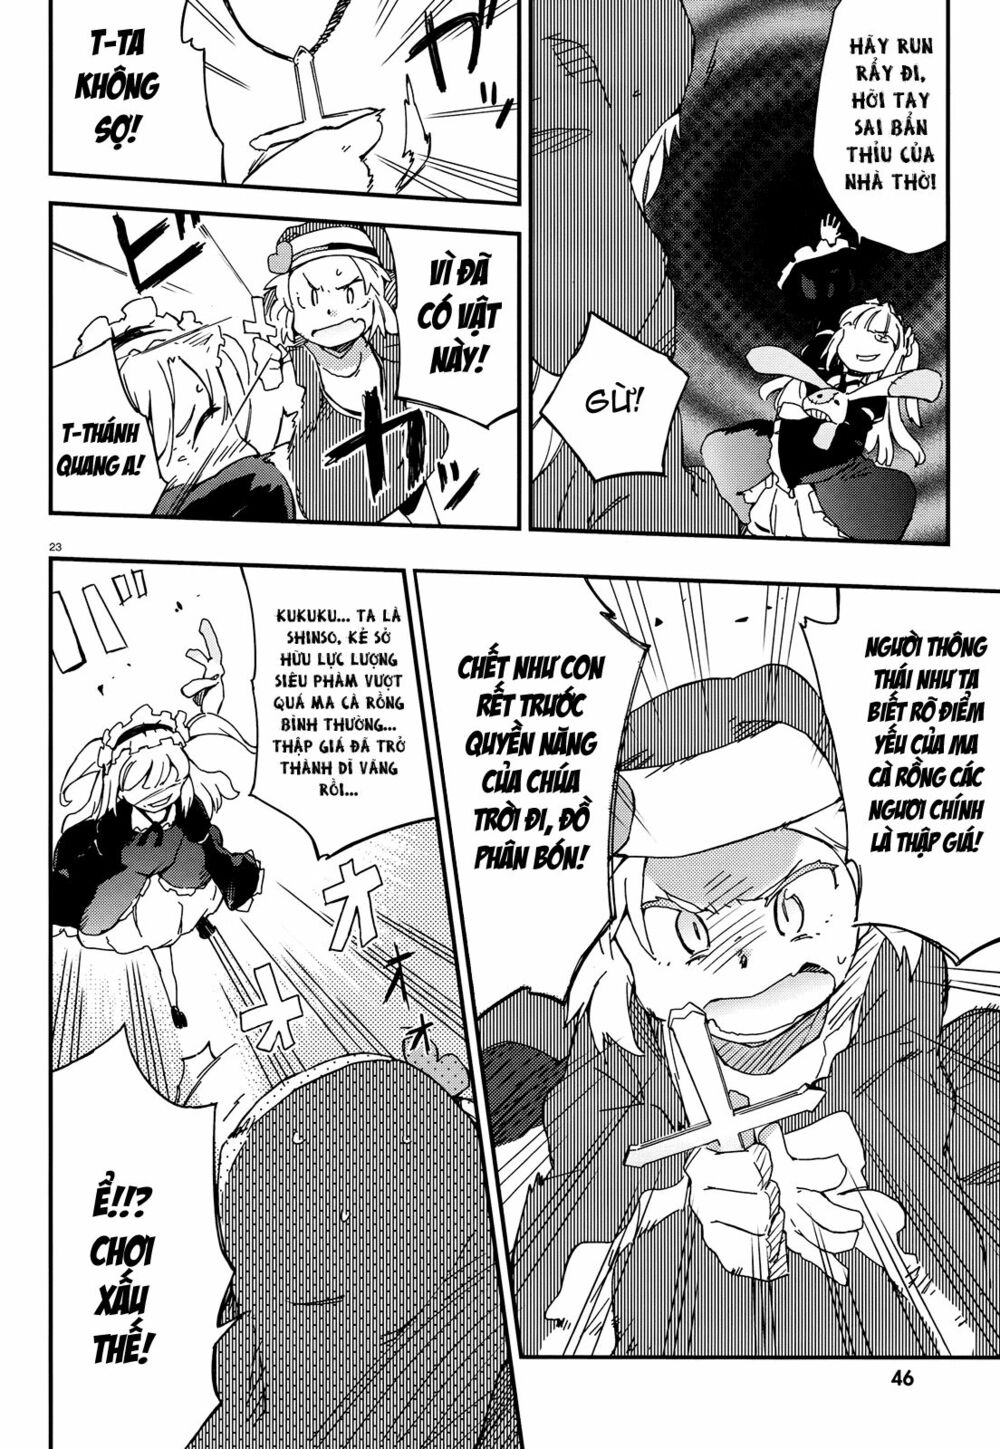 HÃY RUN
RẨY ĐI,
HỠI TAY
SAI BẨN
THỈU CỦA
NHÀ THỜ!
GỪ!
T-TA
KHÔNG
SỢ!
VÌ ĐÃ
CÓ VẬT
NÀY!
T-THÁNH
QUANG A!
23
NGƯỜI THÔNG
THÁI NHƯ TA
BIẾT RÕ ĐIỂM
YẾU CỦA MA
CÀ RỒNG CÁC
NGƯƠI CHÍNH
LÀ THẬP GIÁ!
CHẾT NHƯ CON
RẾT TRƯỚC
QUYỀN NĂNG
CỦA CHÚA
TRỜI ĐI, ĐỒ
PHÂN BÓN!
KUKUKU... TA LÀ
SHINSO, KẺ SỞ
HỮU LỰC LƯỢNG
SIÊU PHÀM VƯỢT
QUÁ MA CÀ RỒNG
BÌNH THƯỜNG...
THẬP GIÁ ĐÃ TRỞ
THÀNH DĨ VÃNG
RỒI...
Ể!!?
CHƠI
XẤU
THẾ!
46